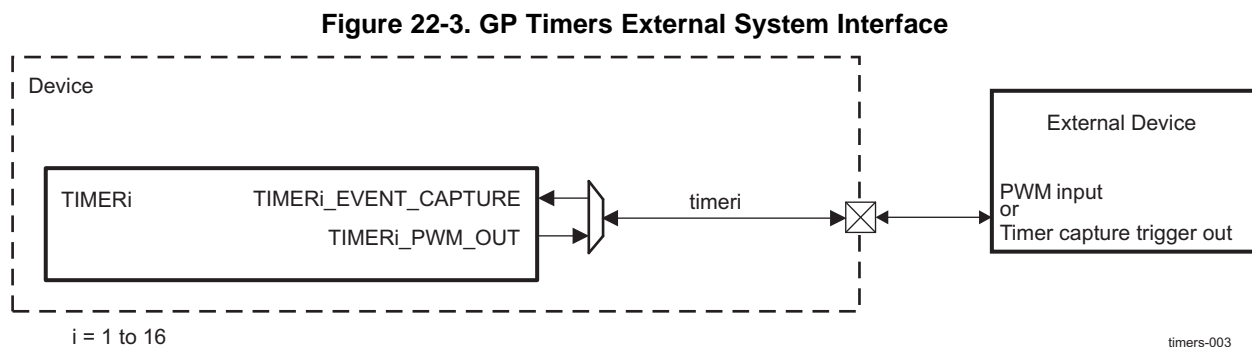 Figure 22-3. GP Timers External System Interface
Device
External Device
TIMERi
TIMERi_EVENT_CAPTURE
TIMERi_PWM_OUT
timeri
PWM input
or
Timer capture trigger out
i = 1 to 16
timers-003